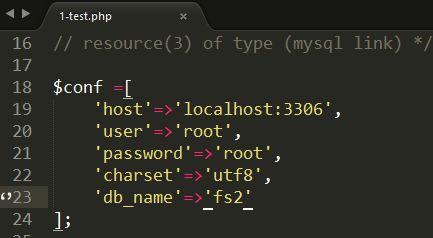 1-test.php ×
16 // resource(3) of type (mysql link) */
17
18 $conf =[
19     'host'=>'localhost:3306',
20     'user'=>'root',
21     'password'=>'root',
22     'charset'=>'utf8',
23     'db_name'=>'fs2'
24 ];